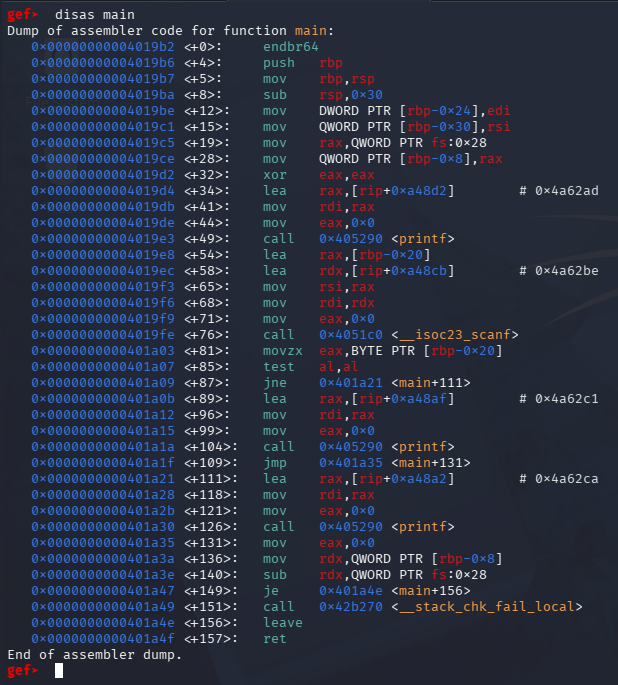 gef➤  disas main
Dump of assembler code for function main:
   0x00000000004019b2 <+0>:	endbr64
   0x00000000004019b6 <+4>:	push   rbp
   0x00000000004019b7 <+5>:	mov    rbp,rsp
   0x00000000004019ba <+8>:	sub    rsp,0x30
   0x00000000004019be <+12>:	mov    DWORD PTR [rbp-0x24],edi
   0x00000000004019c1 <+15>:	mov    QWORD PTR [rbp-0x30],rsi
   0x00000000004019c5 <+19>:	mov    rax,QWORD PTR fs:0x28
   0x00000000004019ce <+28>:	mov    QWORD PTR [rbp-0x8],rax
   0x00000000004019d2 <+32>:	xor    eax,eax
   0x00000000004019d4 <+34>:	lea    rax,[rip+0xa48d2]        # 0x4a62ad
   0x00000000004019db <+41>:	mov    rdi,rax
   0x00000000004019de <+44>:	mov    eax,0x0
   0x00000000004019e3 <+49>:	call   0x405290 <printf>
   0x00000000004019e8 <+54>:	lea    rax,[rbp-0x20]
   0x00000000004019ec <+58>:	lea    rdx,[rip+0xa48cb]        # 0x4a62be
   0x00000000004019f3 <+65>:	mov    rsi,rax
   0x00000000004019f6 <+68>:	mov    rdi,rdx
   0x00000000004019f9 <+71>:	mov    eax,0x0
   0x00000000004019fe <+76>:	call   0x4051c0 <__isoc23_scanf>
   0x0000000000401a03 <+81>:	movzx  eax,BYTE PTR [rbp-0x20]
   0x0000000000401a07 <+85>:	test   al,al
   0x0000000000401a09 <+87>:	jne    0x401a21 <main+111>
   0x0000000000401a0b <+89>:	lea    rax,[rip+0xa48af]        # 0x4a62c1
   0x0000000000401a12 <+96>:	mov    rdi,rax
   0x0000000000401a15 <+99>:	mov    eax,0x0
   0x0000000000401a1a <+104>:	call   0x405290 <printf>
   0x0000000000401a1f <+109>:	jmp    0x401a35 <main+131>
   0x0000000000401a21 <+111>:	lea    rax,[rip+0xa48a2]        # 0x4a62ca
   0x0000000000401a28 <+118>:	mov    rdi,rax
   0x0000000000401a2b <+121>:	mov    eax,0x0
   0x0000000000401a30 <+126>:	call   0x405290 <printf>
   0x0000000000401a35 <+131>:	mov    eax,0x0
   0x0000000000401a3a <+136>:	mov    rdx,QWORD PTR [rbp-0x8]
   0x0000000000401a3e <+140>:	sub    rdx,QWORD PTR fs:0x28
   0x0000000000401a47 <+149>:	je     0x401a4e <main+156>
   0x0000000000401a49 <+151>:	call   0x42b270 <__stack_chk_fail_local>
   0x0000000000401a4e <+156>:	leave
   0x0000000000401a4f <+157>:	ret
End of assembler dump.
gef➤